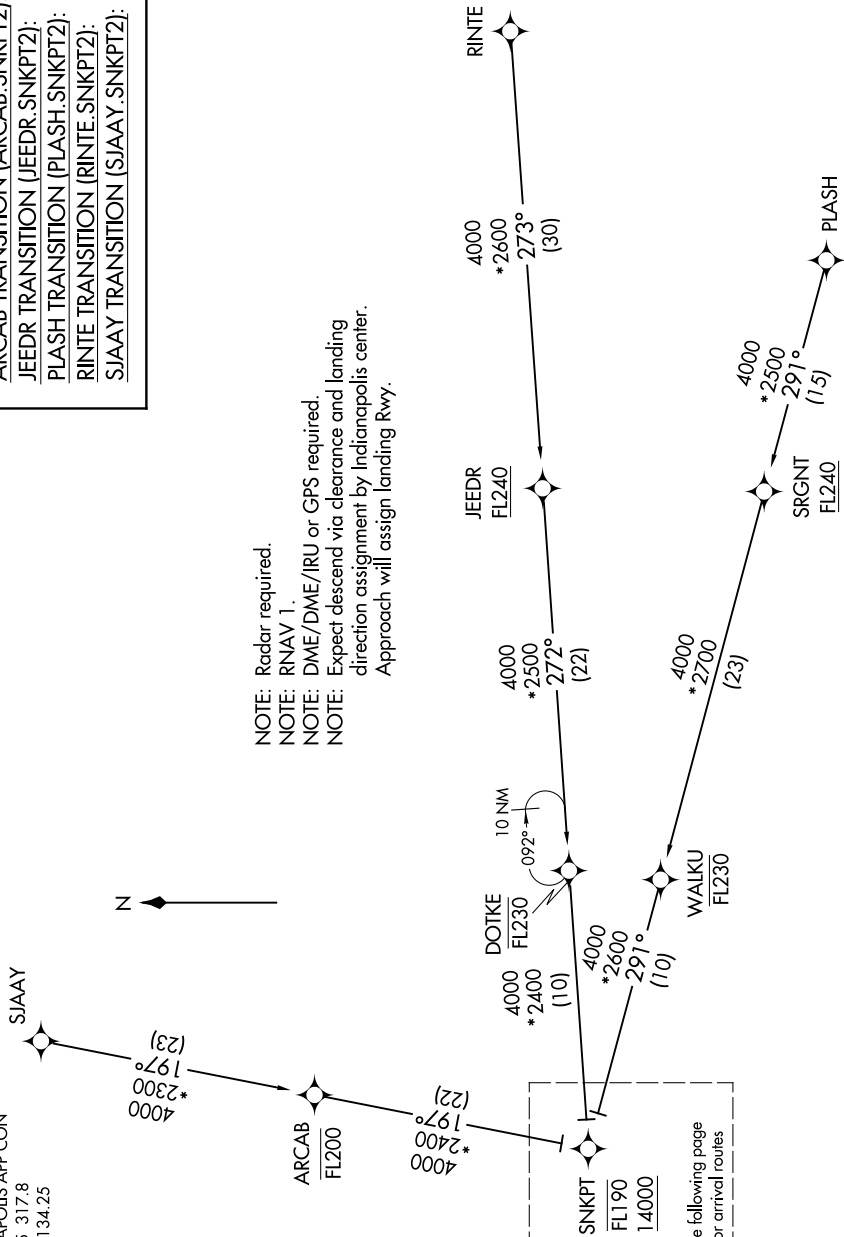 ARCAB TRANSITION (ARCAB.SNKPT2)
JEEDR TRANSITION (JEEDR.SNKPT2):
PLASH TRANSITION (PLASH.SNKPT2):
RINTE TRANSITION (RINTE.SNKPT2):
SJAAY TRANSITION (SJAAY.SNKPT2):
APOLIS APP CON
317.8
134.25
SJAAY
N
4000
*2300
197°
(23)
ARCAB
FL200
4000
*2400
197°
(22)
NOTE: Radar required.
NOTE: RNAV 1.
NOTE: DME/DME/IRU or GPS required.
NOTE: Expect descend via clearance and landing
direction assignment by Indianapolis center.
Approach will assign landing Rwy.
RINTE
4000
*2600
273°
(30)
JEEDR
FL240
4000
*2500
272°
(22)
10 NM
092°
DOTKE
FL230
4000
*2400
(10)
PLASH
4000
*2500
291°
(15)
SRGNT
FL240
4000
*2700
(23)
WALKU
FL230
4000
*2600
291°
(10)
SNKPT
FL190
14000
e following page
or arrival routes